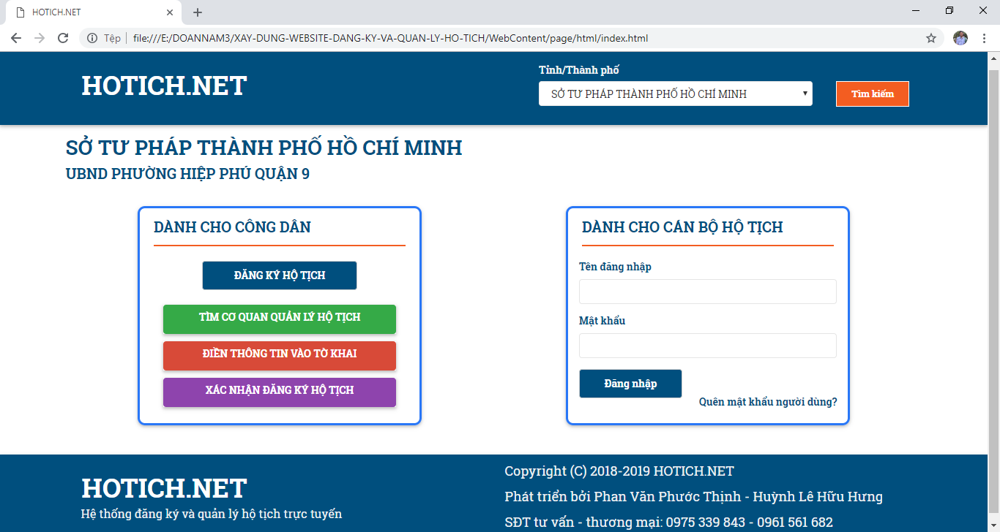 HOTICH.NET
Tệp
file:///E:/DOANNAM3/XAY-DUNG-WEBSITE-DANG-KY-VA-QUAN-LY-HO-TICH/WebContent/page/html/index.html
HOTICH.NET
Tỉnh/Thành phố
SỞ TƯ PHÁP THÀNH PHỐ HỒ CHÍ MINH
Tìm kiếm
SỞ TƯ PHÁP THÀNH PHỐ HỒ CHÍ MINH
UBND PHƯỜNG HIỆP PHÚ QUẬN 9
DÀNH CHO CÔNG DÂN
ĐĂNG KÝ HỘ TỊCH
TÌM CƠ QUAN QUẢN LÝ HỘ TỊCH
ĐIỀN THÔNG TIN VÀO TỜ KHAI
XÁC NHẬN ĐĂNG KÝ HỘ TỊCH
DÀNH CHO CÁN BỘ HỘ TỊCH
Tên đăng nhập
Mật khẩu
Đăng nhập
Quên mật khẩu người dùng?
HOTICH.NET
Hệ thống đăng ký và quản lý hộ tịch trực tuyến
Copyright (C) 2018-2019 HOTICH.NET
Phát triển bởi Phan Văn Phước Thịnh - Huỳnh Lê Hữu Hưng
SĐT tư vấn - thương mại: 0975 339 843 - 0961 561 682